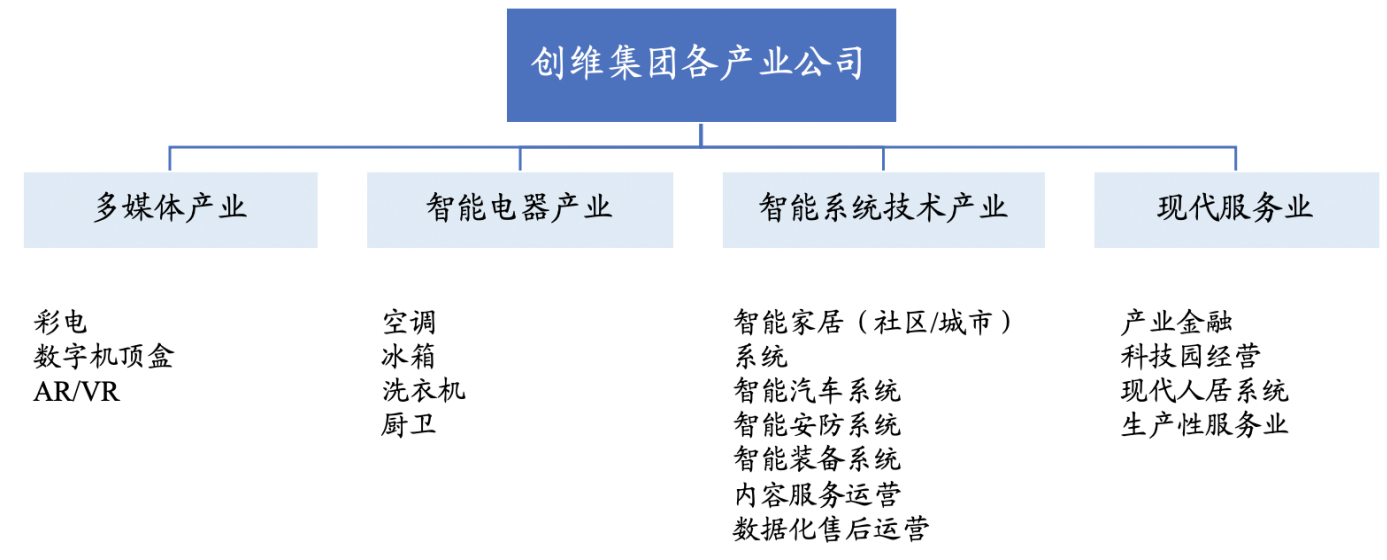 创维集团各产业公司
多媒体产业
彩电
数字机顶盒
AR/VR
智能电器产业
空调
冰箱
洗衣机
厨卫
智能系统技术产业
智能家居（社区/城市）
系统
智能汽车系统
智能安防系统
智能装备系统
内容服务运营
数据化售后运营
现代服务业
产业金融
科技园经营
现代人居系统
生产性服务业